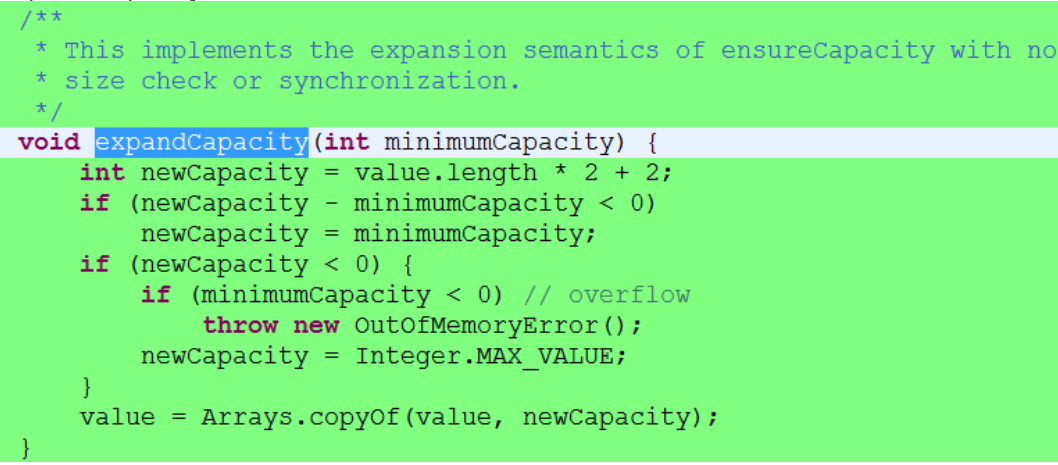 /**
 * This implements the expansion semantics of ensureCapacity with no
 * size check or synchronization.
 */
void expandCapacity(int minimumCapacity) {
    int newCapacity = value.length * 2 + 2;
    if (newCapacity - minimumCapacity < 0)
        newCapacity = minimumCapacity;
    if (newCapacity < 0) {
        if (minimumCapacity < 0) // overflow
            throw new OutOfMemoryError();
        newCapacity = Integer.MAX_VALUE;
    }
    value = Arrays.copyOf(value, newCapacity);
}